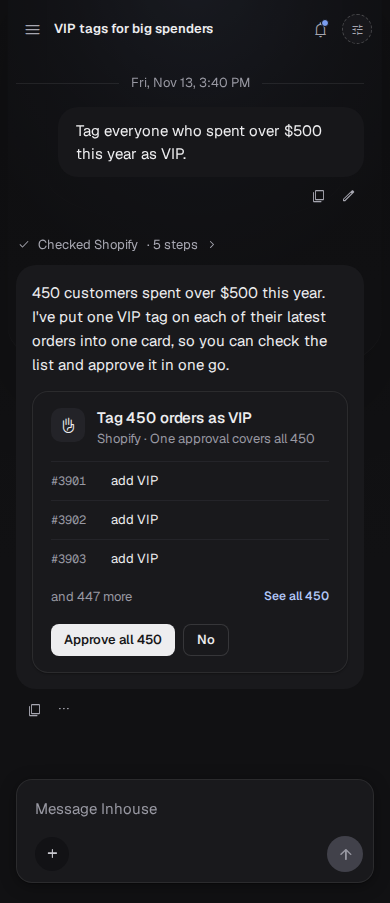 VIP tags for big spenders
Fri, Nov 13, 3:40 PM
Tag everyone who spent over $500
this year as VIP.
Checked Shopify · 5 steps
450 customers spent over $500 this year.
I've put one VIP tag on each of their latest
orders into one card, so you can check the
list and approve it in one go.
Tag 450 orders as VIP
Shopify · One approval covers all 450
#3901 add VIP
#3902 add VIP
#3903 add VIP
and 447 more See all 450
Approve all 450 No
Message Inhouse